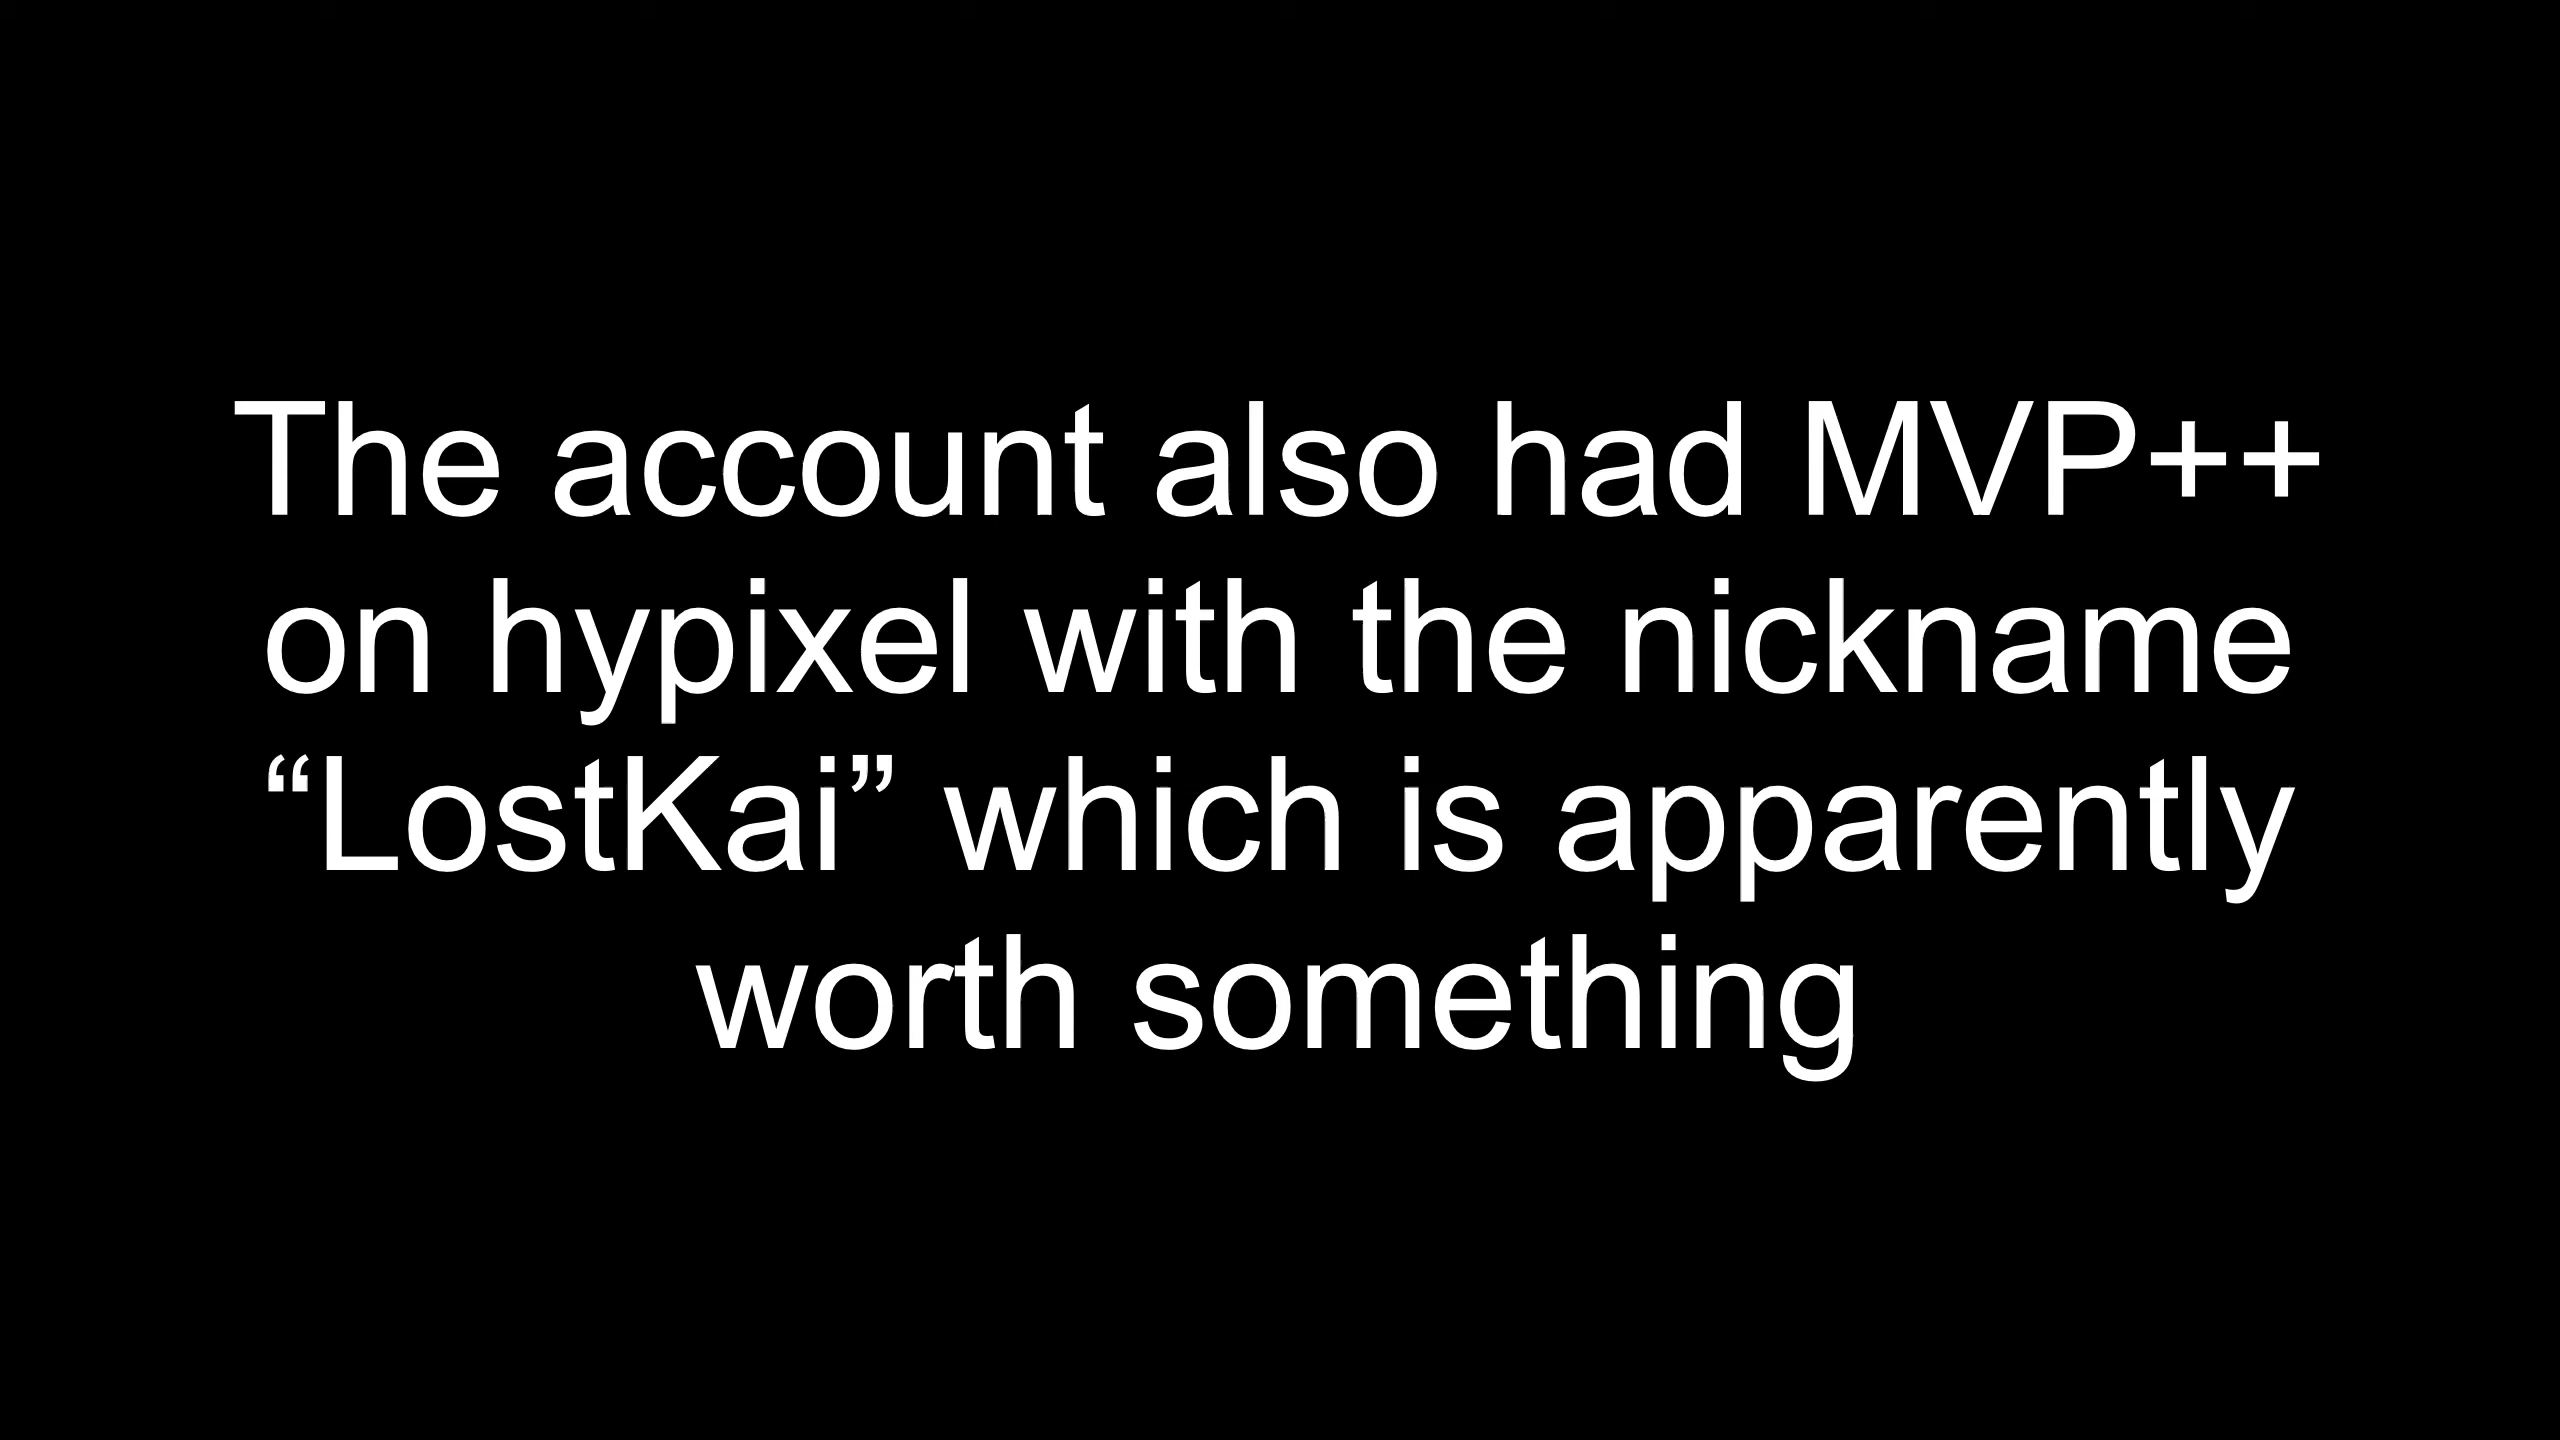 The account also had MVP++
on hypixel with the nickname
“LostKai” which is apparently
worth something